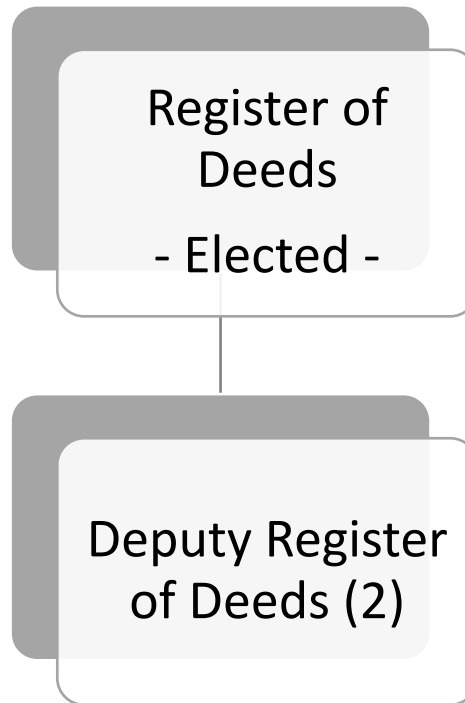 Register of
Deeds
- Elected -
Deputy Register
of Deeds (2)